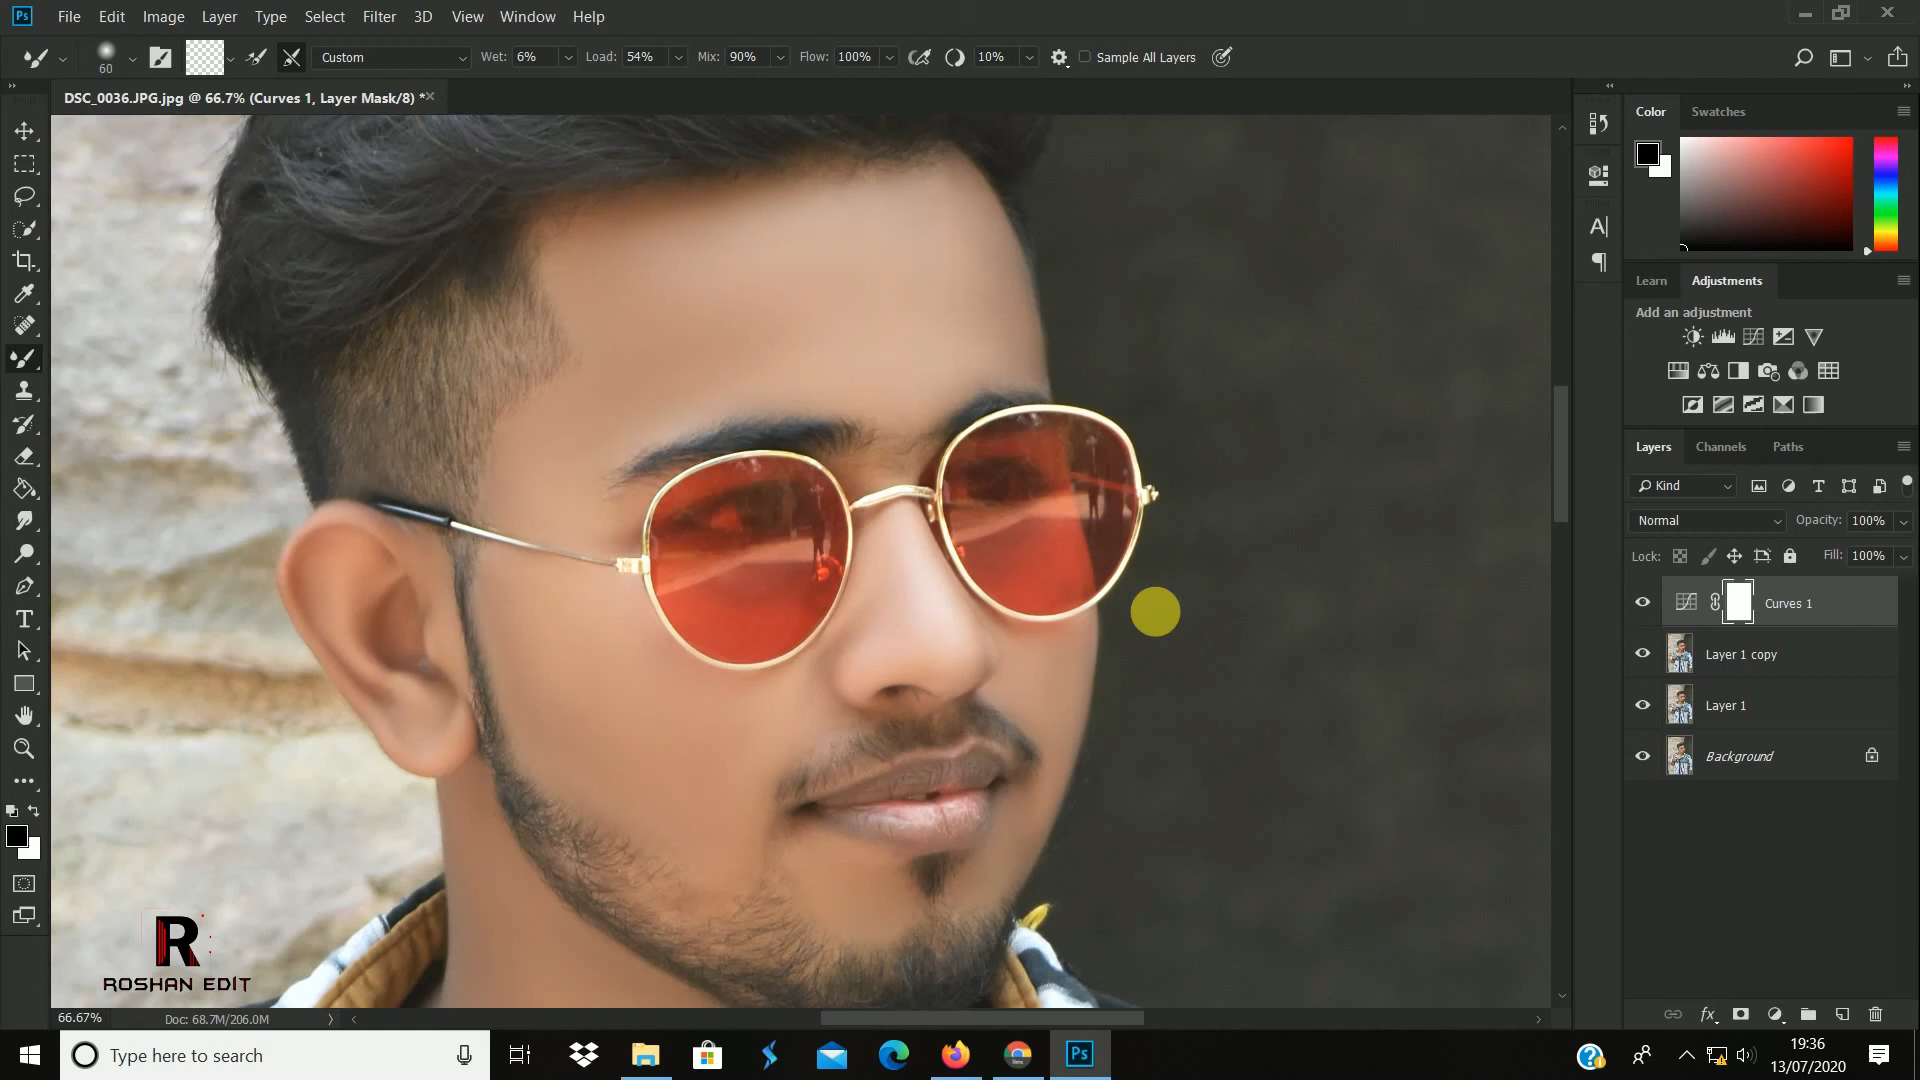 Ps File Edit Image Layer Type Select Filter 3D View Window Help
60 Custom Wet: 6% Load: 54% Mix: 90% Flow: 100% 10% Sample All Layers
DSC_0036.JPG.jpg @ 66.7% (Curves 1, Layer Mask/8) *
Color Swatches
Learn Adjustments
Add an adjustment
Layers Channels Paths
Kind
Normal Opacity: 100%
Lock: Fill: 100%
Curves 1
Layer 1 copy
Layer 1
Background
R
ROSHAN EDIT
66.67% Doc: 68.7M/206.0M
Type here to search
Ps
19:36
13/07/2020